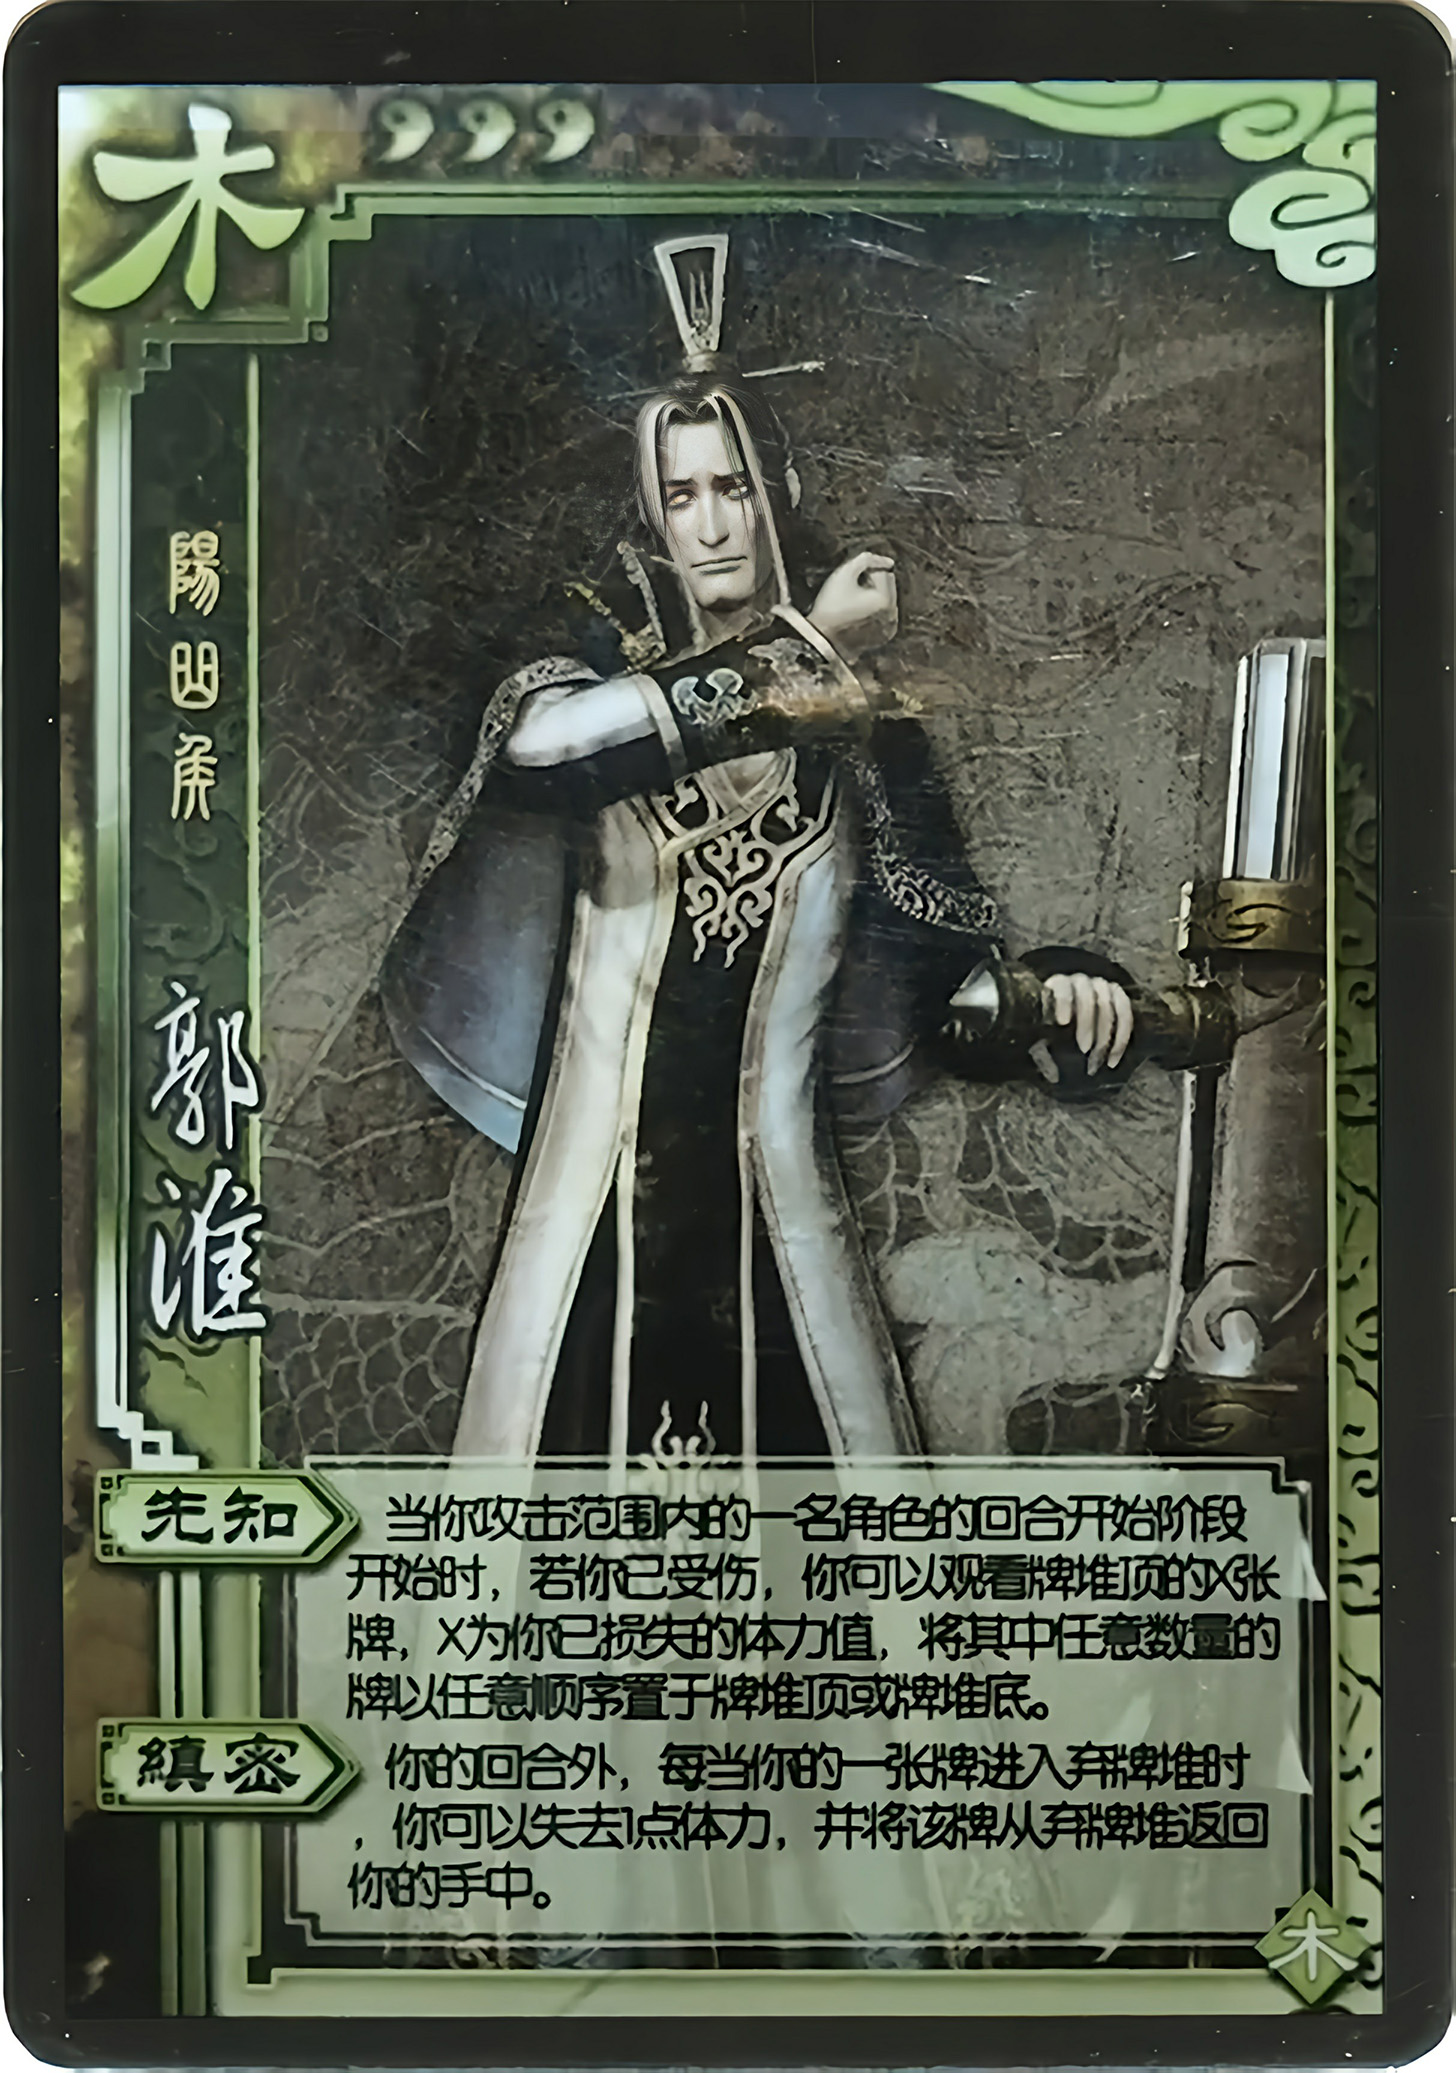 木
陽曲侯
郭淮
先知
当你攻击范围内的一名角色的回合开始阶段
开始时，若你已受伤，你可以观看牌堆顶的X张
牌，X为你已损失的体力值，将其中任意数量的
牌以任意顺序置于牌堆顶或牌堆底。
縝密
你的回合外，每当你的一张牌进入弃牌堆时
，你可以失去1点体力，并将该牌从弃牌堆返回
你的手中。
木